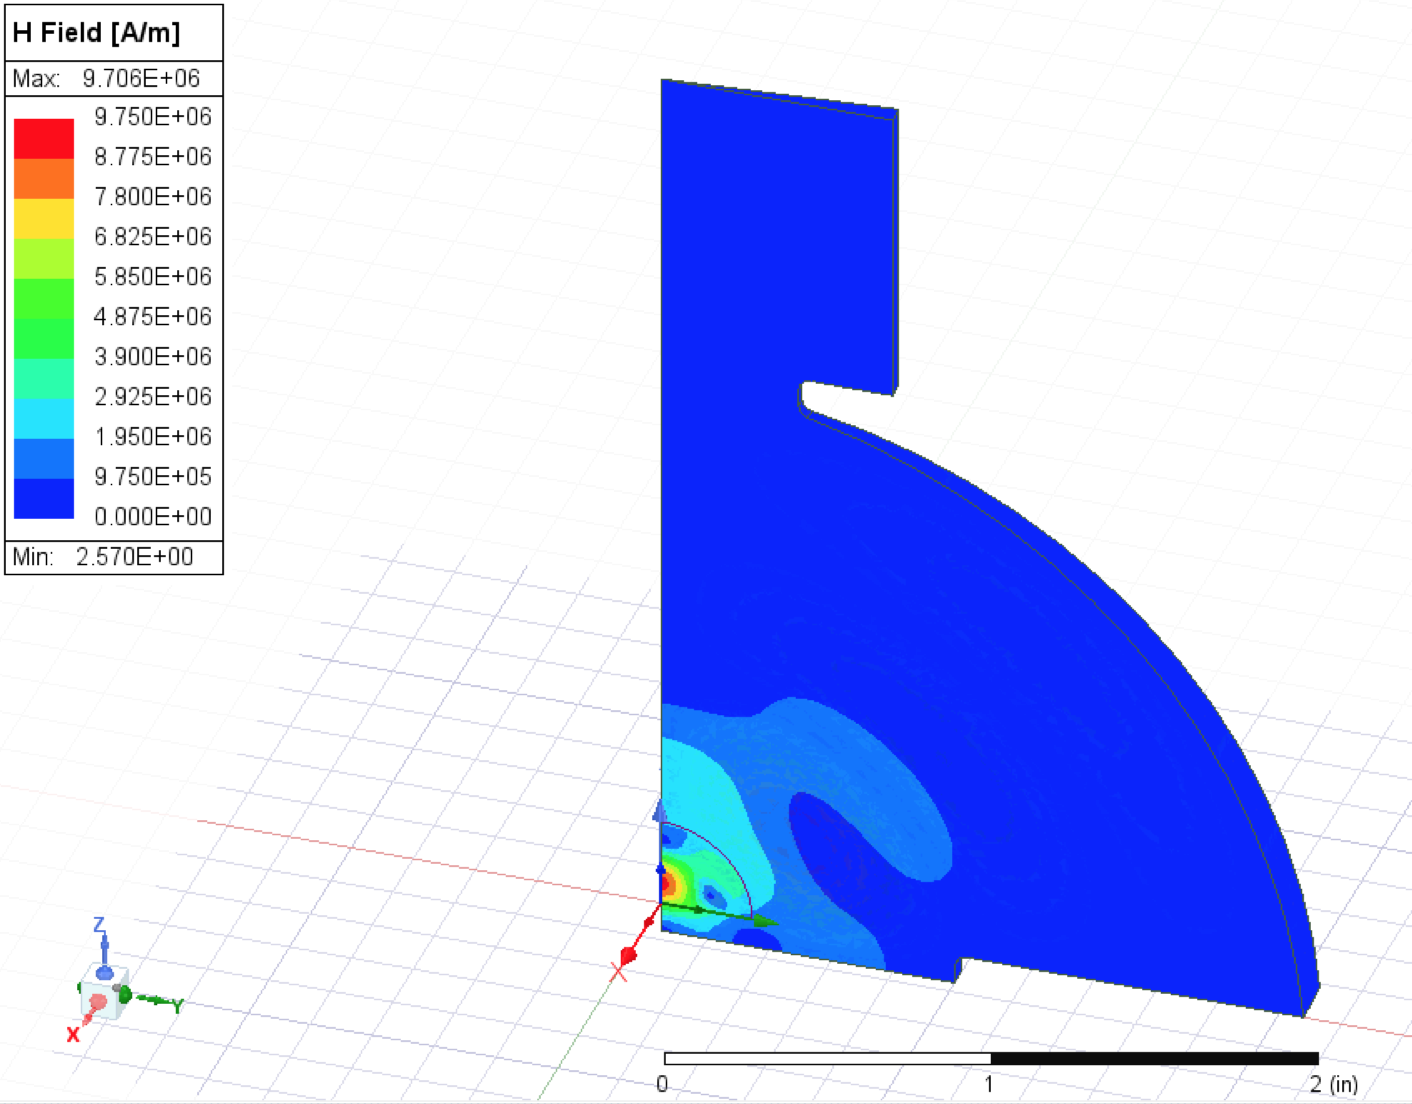 H Field [A/m]
Max: 9.706E+06
9.750E+06
8.775E+06
7.800E+06
6.825E+06
5.850E+06
4.875E+06
3.900E+06
2.925E+06
1.950E+06
9.750E+05
0.000E+00
Min: 2.570E+00
X
Z
Y
X
0 1 2 (in)